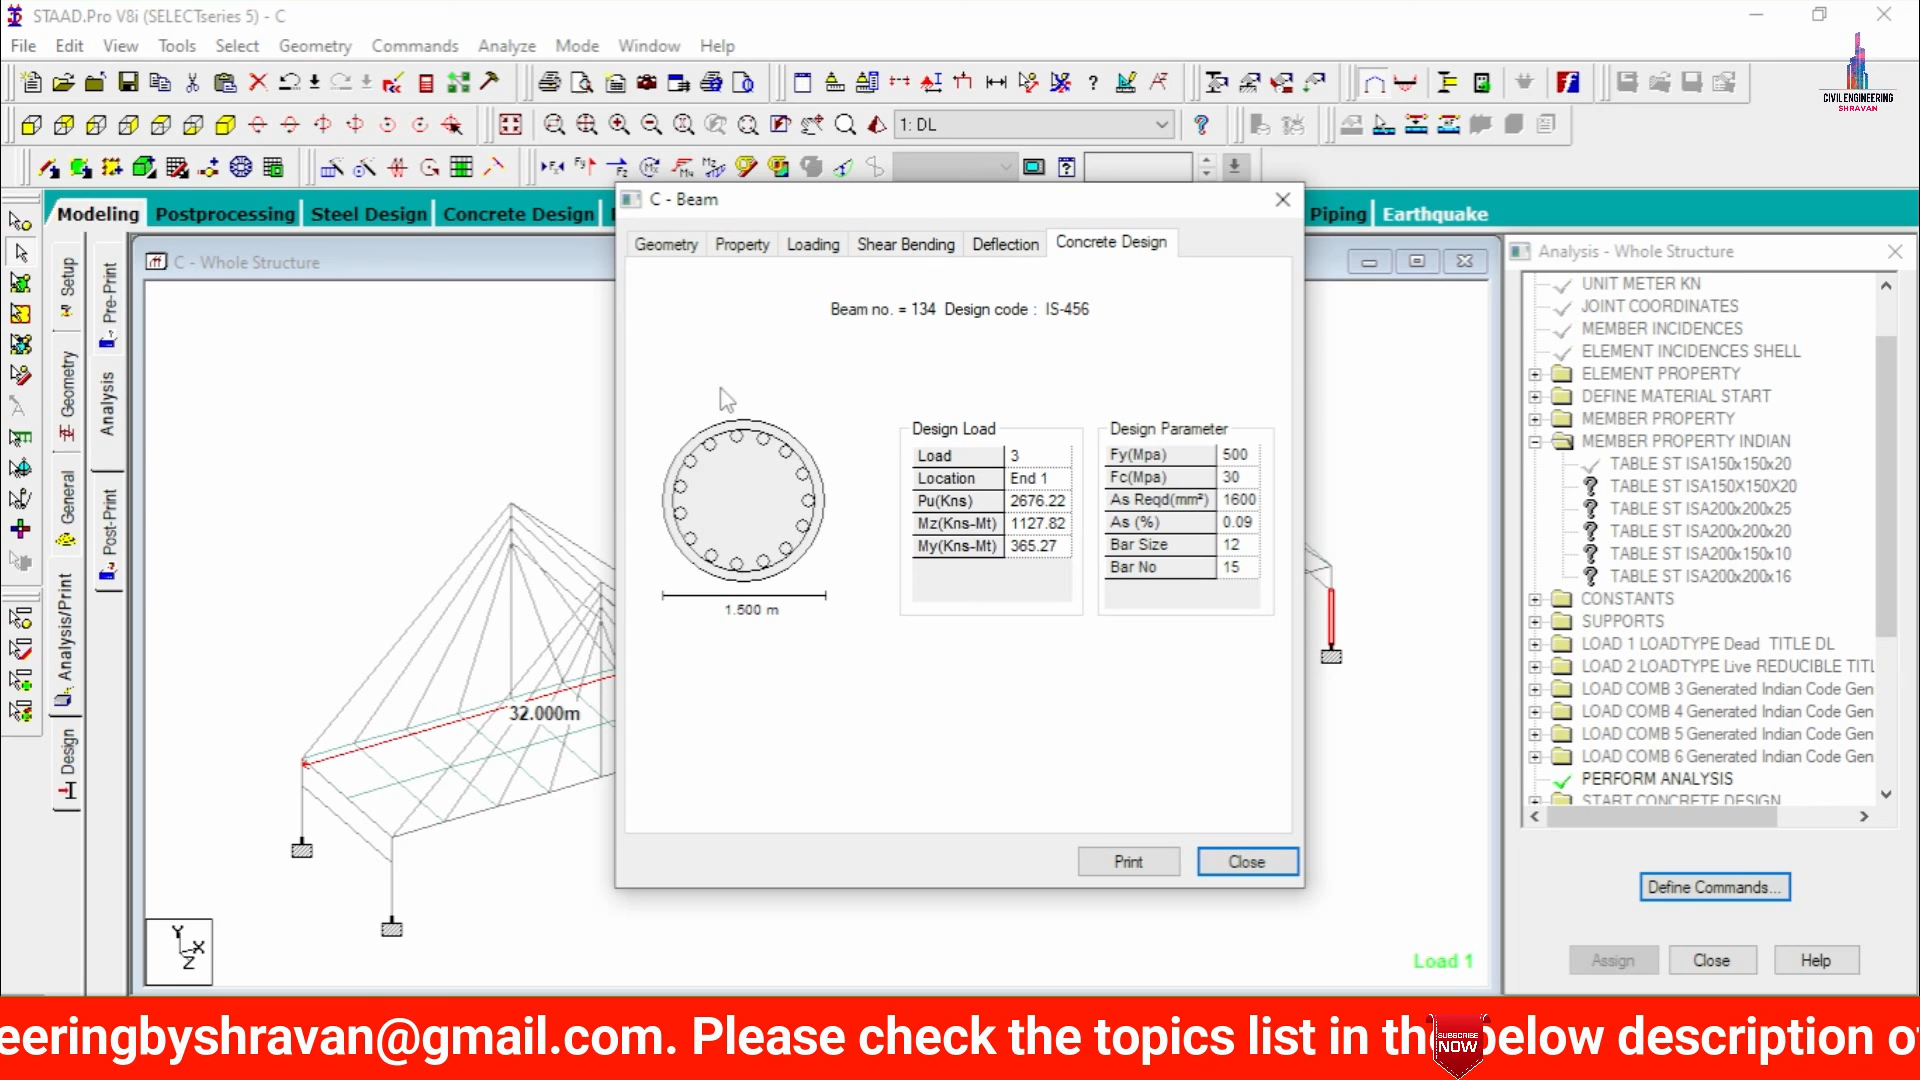 STAAD.Pro V8i (SELECTseries 5) - C
File Edit View Tools Select Geometry Commands Analyze Mode Window Help
CIVIL ENGINEERING
SHRAVAN
1: DL
Modeling Postprocessing Steel Design Concrete Design Piping Earthquake
C - Whole Structure
Setup
Geometry
General
Analysis/Print
Design
Pre-Print
Analysis
Post-Print
32.000m
Load 1
Y
X
Z
C - Beam
Geometry Property Loading Shear Bending Deflection Concrete Design
Beam no. = 134 Design code : IS-456
1.500 m
Design Load
Load 3
Location End 1
Pu(Kns) 2676.22
Mz(Kns-Mt) 1127.82
My(Kns-Mt) 365.27
Design Parameter
Fy(Mpa) 500
Fc(Mpa) 30
As Reqd(mm²) 1600
As (%) 0.09
Bar Size 12
Bar No 15
Print Close
Analysis - Whole Structure
UNIT METER KN
JOINT COORDINATES
MEMBER INCIDENCES
ELEMENT INCIDENCES SHELL
ELEMENT PROPERTY
DEFINE MATERIAL START
MEMBER PROPERTY
MEMBER PROPERTY INDIAN
TABLE ST ISA150x150x20
TABLE ST ISA150X150X20
TABLE ST ISA200x200x25
TABLE ST ISA200x200x20
TABLE ST ISA200x150x10
TABLE ST ISA200x200x16
CONSTANTS
SUPPORTS
LOAD 1 LOADTYPE Dead TITLE DL
LOAD 2 LOADTYPE Live REDUCIBLE TITL
LOAD COMB 3 Generated Indian Code Gen
LOAD COMB 4 Generated Indian Code Gen
LOAD COMB 5 Generated Indian Code Gen
LOAD COMB 6 Generated Indian Code Gen
PERFORM ANALYSIS
START CONCRETE DESIGN
Define Commands...
Assign Close Help
eeringbyshravan@gmail.com. Please check the topics list in th below description o
SUBSCRIBE
NOW